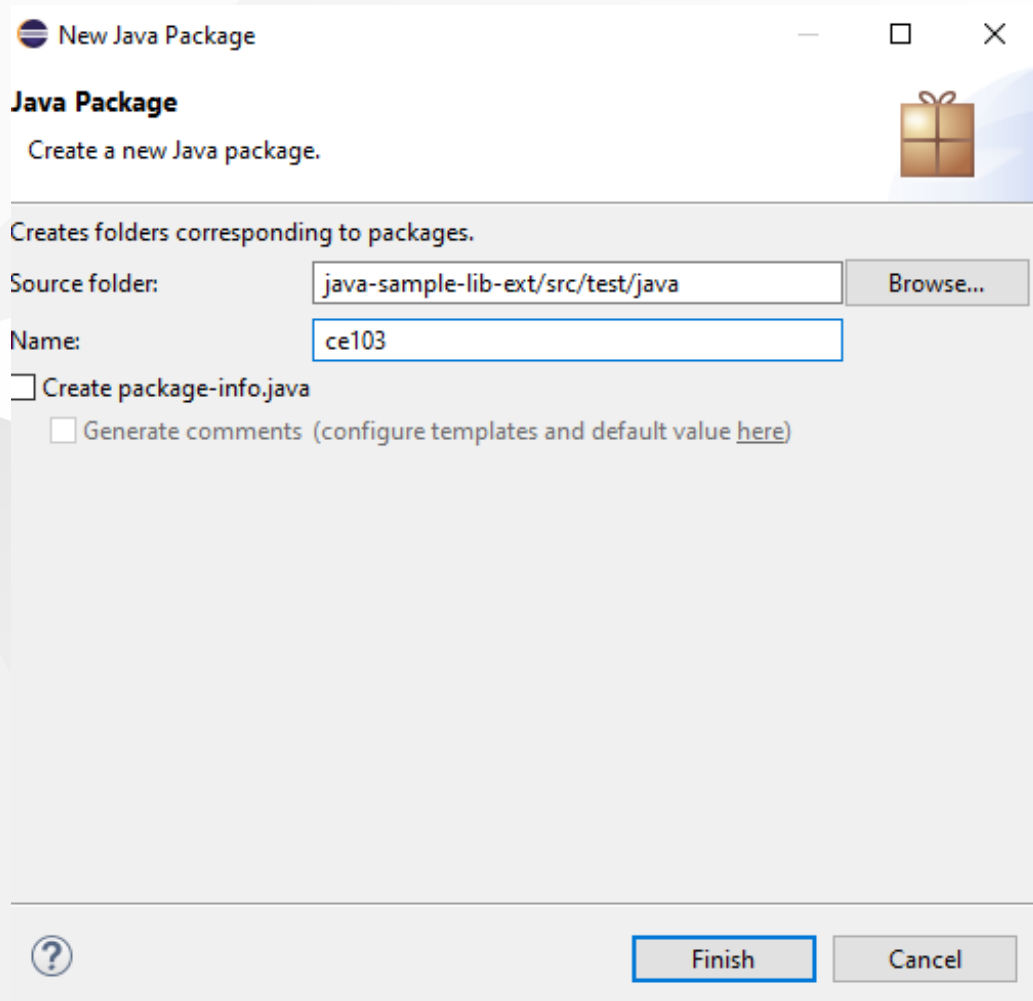 New Java Package
Java Package
Create a new Java package.
Creates folders corresponding to packages.
Source folder: java-sample-lib-ext/src/test/java Browse...
Name: ce103
Create package-info.java
Generate comments (configure templates and default value here)
? Finish Cancel